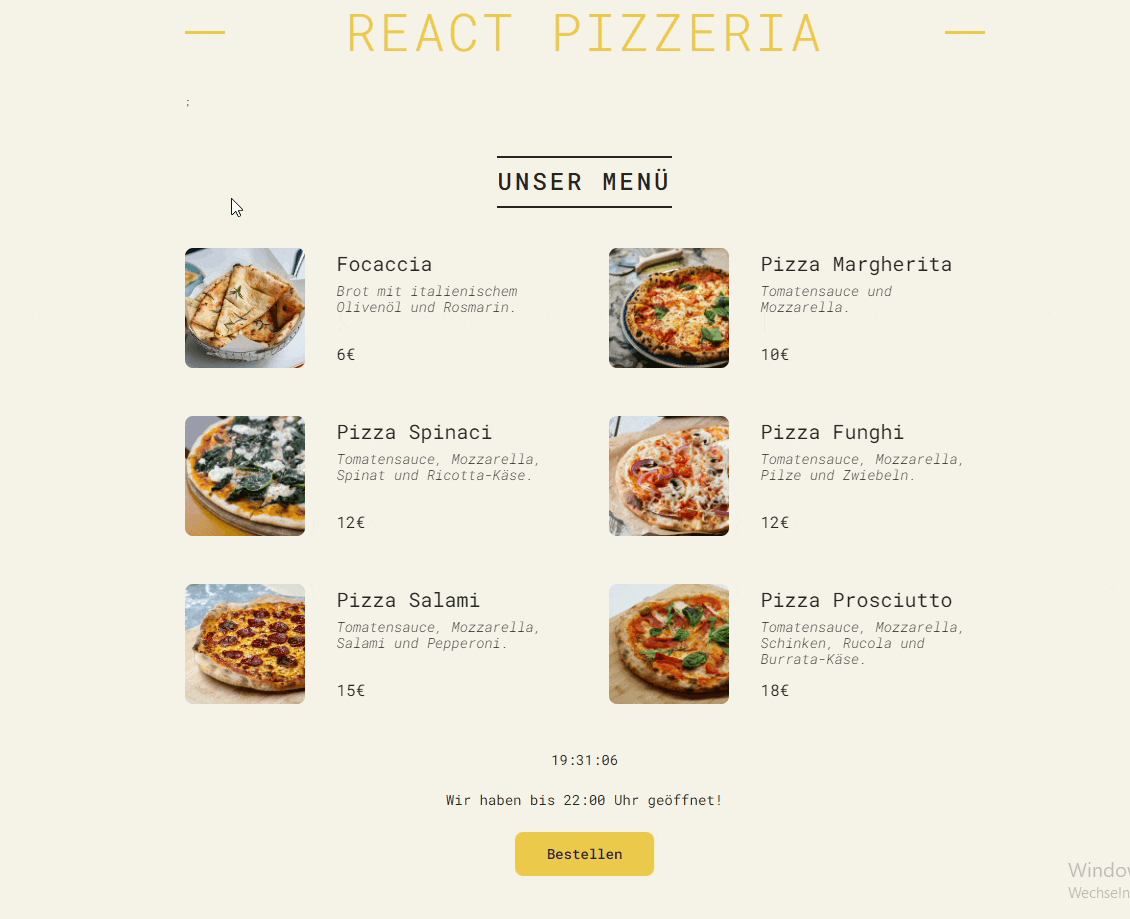 REACT PIZZERIA
;
UNSER MENÜ
Focaccia
Brot mit italienischem
Olivenöl und Rosmarin.
6€
Pizza Margherita
Tomatensauce und
Mozzarella.
10€
Pizza Spinaci
Tomatensauce, Mozzarella,
Spinat und Ricotta-Käse.
12€
Pizza Funghi
Tomatensauce, Mozzarella,
Pilze und Zwiebeln.
12€
Pizza Salami
Tomatensauce, Mozzarella,
Salami und Pepperoni.
15€
Pizza Prosciutto
Tomatensauce, Mozzarella,
Schinken, Rucola und
Burrata-Käse.
18€
19:31:06
Wir haben bis 22:00 Uhr geöffnet!
Bestellen
Window
Wechseln